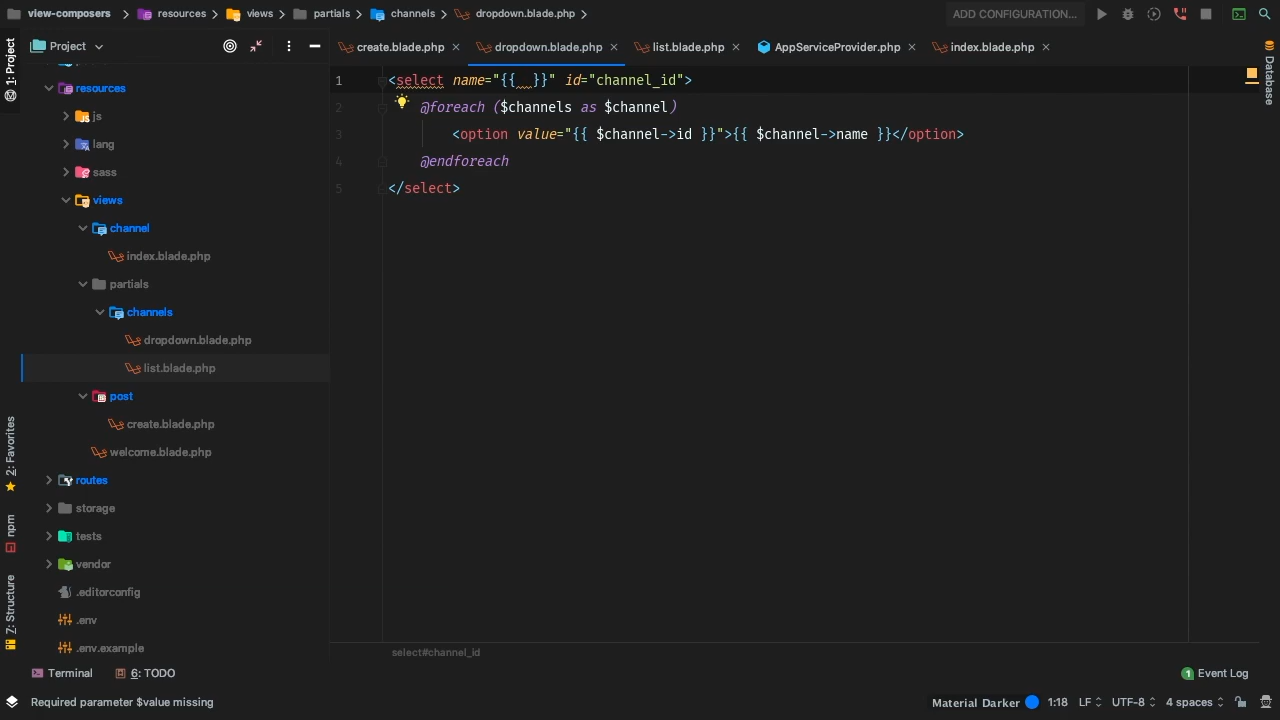 view-composers
resources
views
partials
channels
dropdown.blade.php
ADD CONFIGURATION...
Project
create.blade.php
dropdown.blade.php
list.blade.php
AppServiceProvider.php
index.blade.php
1: Project
2: Favorites
npm
7: Structure
Database
resources
js
lang
sass
views
channel
index.blade.php
partials
channels
dropdown.blade.php
list.blade.php
post
create.blade.php
welcome.blade.php
routes
storage
tests
vendor
.editorconfig
.env
.env.example
1 <select name="{{  }}" id="channel_id">
2 @foreach ($channels as $channel)
3 <option value="{{ $channel->id }}">{{ $channel->name }}</option>
4 @endforeach
5 </select>
select#channel_id
Terminal
6: TODO
1 Event Log
Required parameter $value missing
Material Darker
1:18
LF
UTF-8
4 spaces